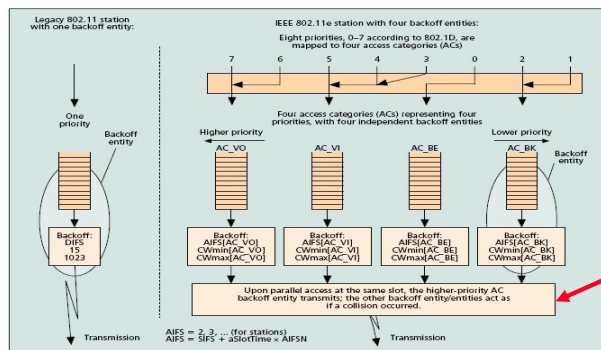 Legacy 802.11 station
with one backoff entity:
IEEE 802.11e station with four backoff entities:
Eight priorities, 0–7 according to 802.1D, are
mapped to four access categories (ACs)
7 6 5 4 3 0 2 1
One
priority
Backoff
entity
Four access categories (ACs) representing four
priorities, with four independent backoff entities
Higher priority
Lower priority
AC_VO AC_VI AC_BE AC_BK
Backoff
entity
Backoff:
DIFS
15
1023
Backoff:
AIFS[AC_VO]
CWmin[AC_VO]
CWmax[AC_VO]
Backoff:
AIFS[AC_VI]
CWmin[AC_VI]
CWmax[AC_VI]
Backoff:
AIFS[AC_BE]
CWmin[AC_BE]
CWmax[AC_BE]
Backoff:
AIFS[AC_BK]
CWmin[AC_BK]
CWmax[AC_BK]
Upon parallel access at the same slot, the higher-priority AC
backoff entity transmits; the other backoff entity/entities act as
if a collision occurred.
Transmission
AIFS = 2, 3, ... (for stations)
AIFS = SIFS + aSlotTime × AIFSN
Transmission